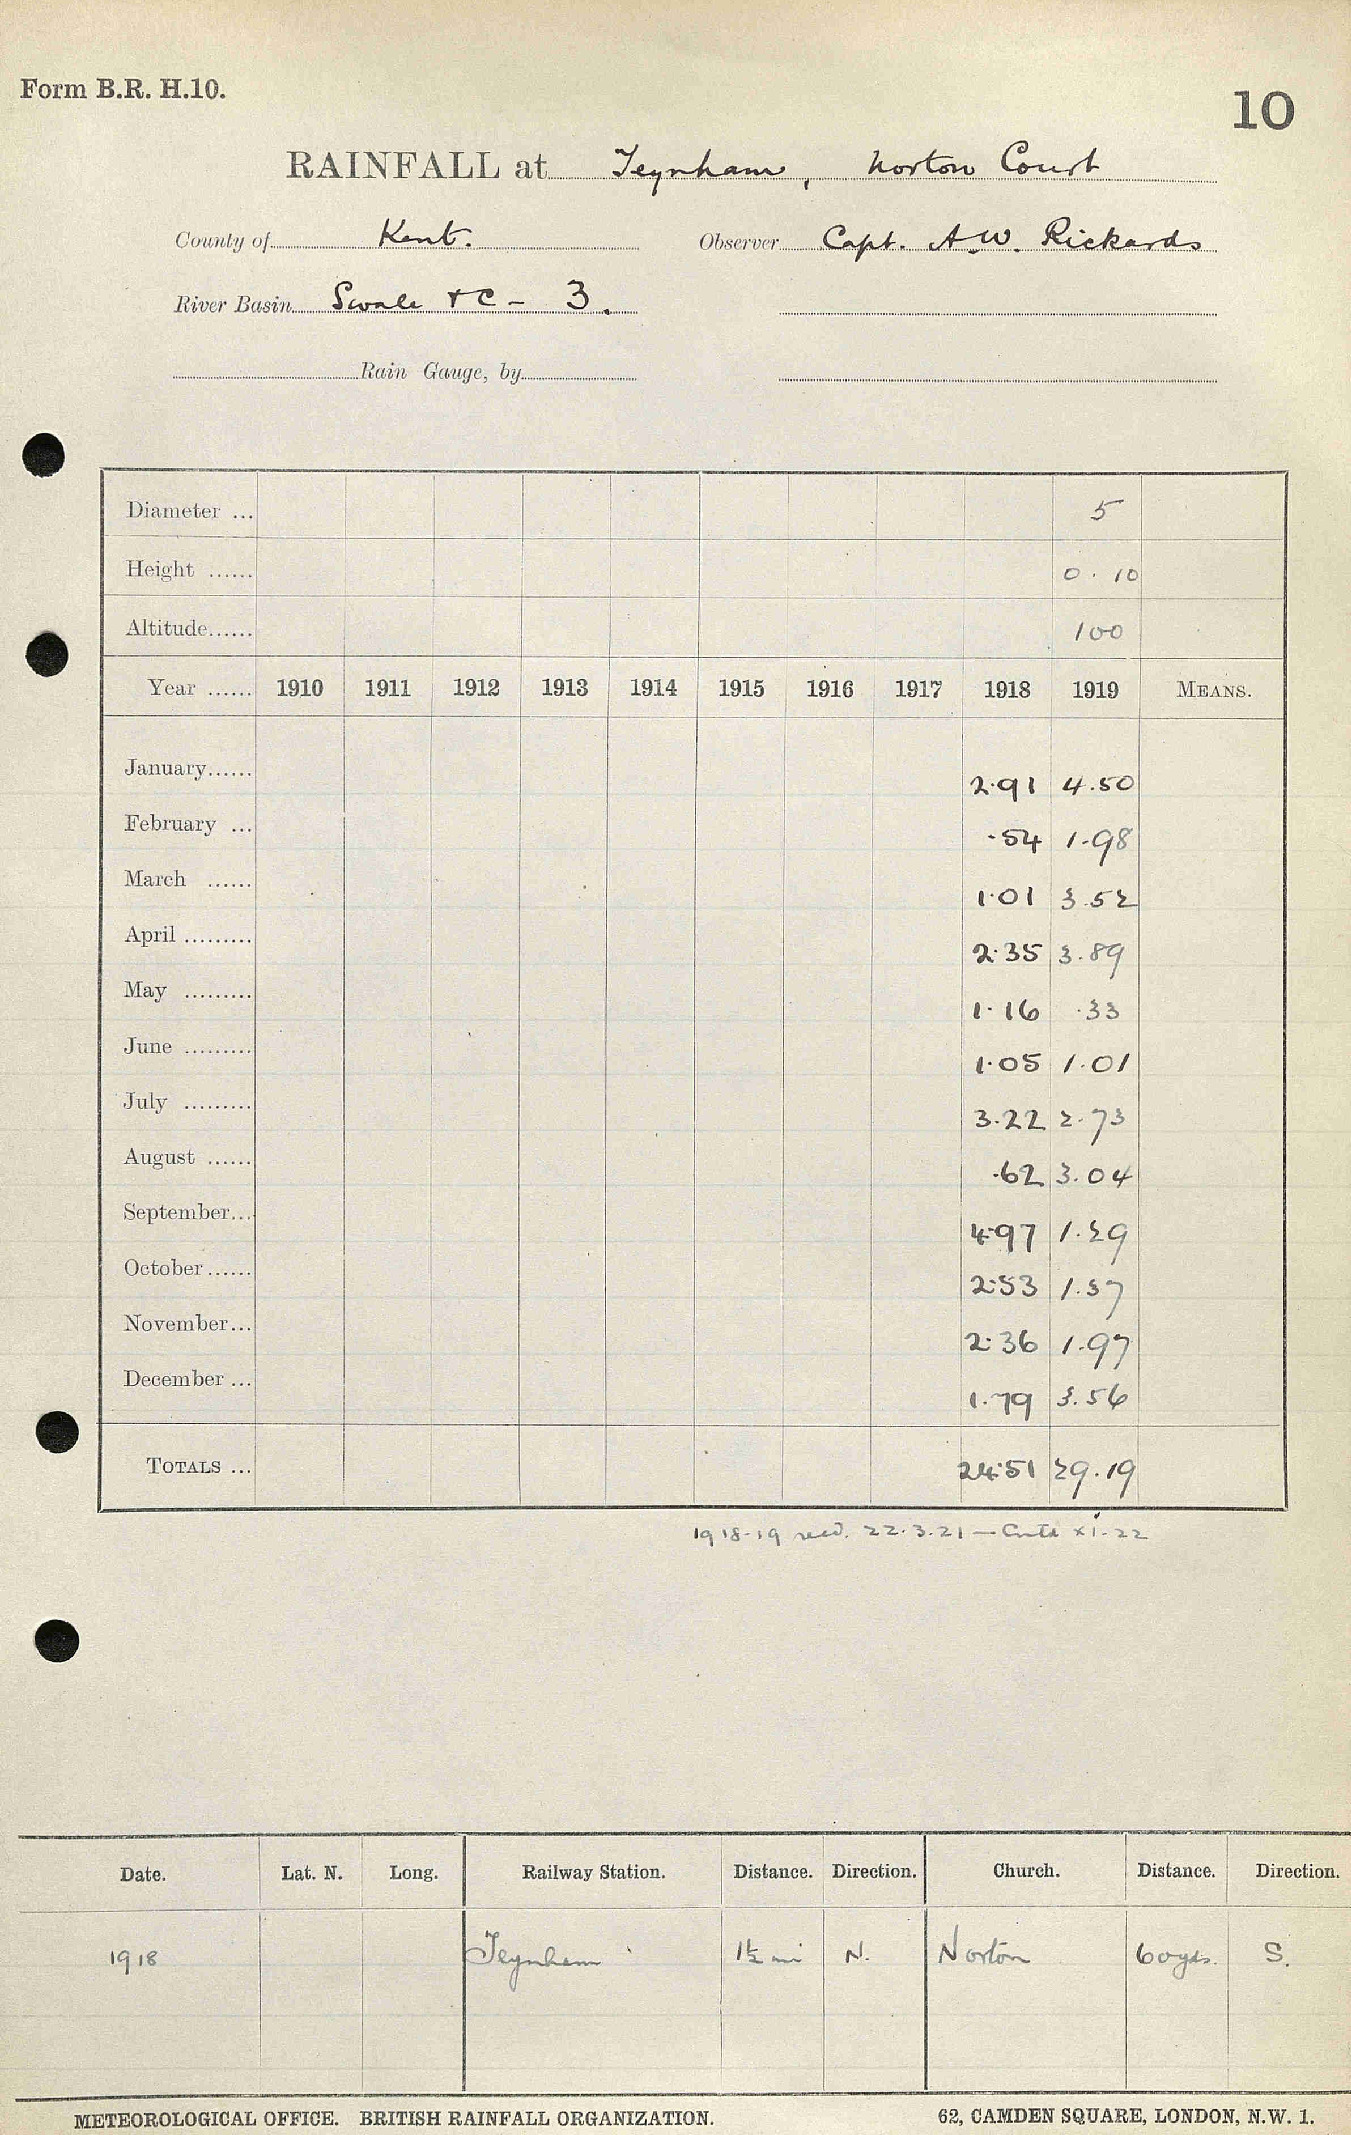 Form B.R. H.10.
10
RAINFALL at Teynham, Norton Court
County of Kent. Observer Capt. A.W. Rickards
River Basin Swale &c - 3.
Rain Gauge, by
Diameter ... 5
Height ...... 0.10
Altitude...... 100
Year ...... 1910 1911 1912 1913 1914 1915 1916 1917 1918 1919 MEANS.
January...... 2.91 4.50
February ... .54 1.98
March ...... 1.01 3.52
April ......... 2.35 3.89
May ......... 1.16 .33
June ......... 1.05 1.01
July ......... 3.22 2.73
August ...... .62 3.04
September... 4.97 1.29
October...... 2.53 1.37
November... 2.36 1.97
December ... 1.79 3.56
TOTALS ... 24.51 29.19
1918-19 recd. 22.3.21 — xi.22
Date. Lat. N. Long. Railway Station. Distance. Direction. Church. Distance. Direction.
1918 Teynham 1½ mi N. Norton 60 yds. S.
METEOROLOGICAL OFFICE. BRITISH RAINFALL ORGANIZATION. 62, CAMDEN SQUARE, LONDON, N.W. 1.